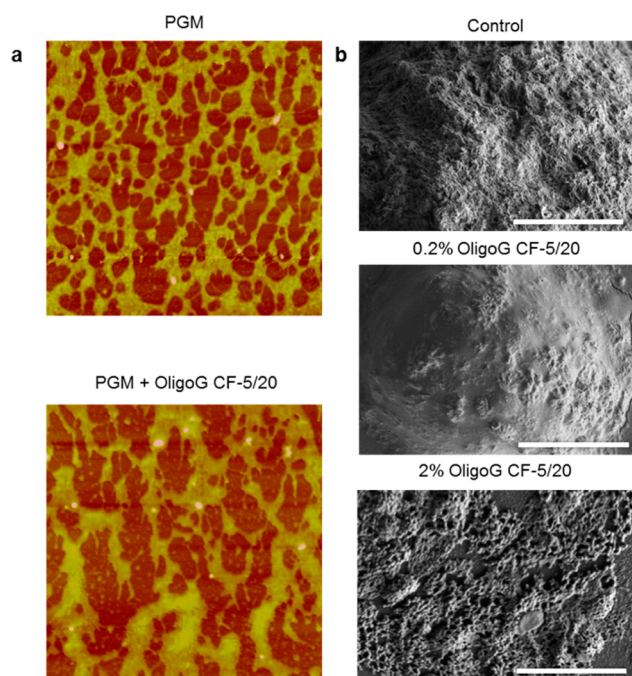 PGM
a
PGM + OligoG CF-5/20
b
Control
0.2% OligoG CF-5/20
2% OligoG CF-5/20